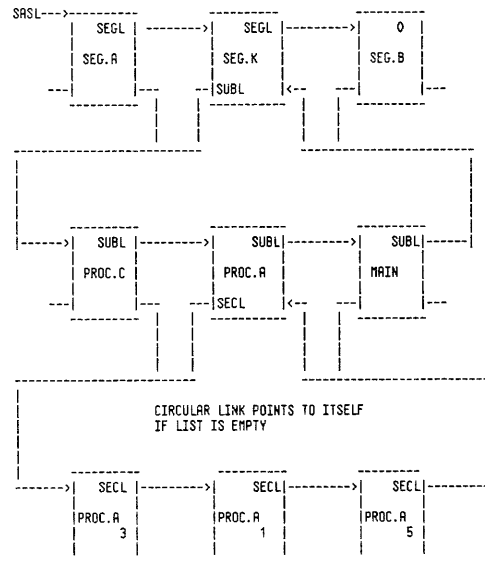 SASL--->
SEGL ------->| SEGL ------->| 0
SEG.A SEG.K SEG.B
SUBL
SUBL SUBL SUBL
PROC.C PROC.A MAIN
SECL
CIRCULAR LINK POINTS TO ITSELF
IF LIST IS EMPTY
SECL SECL SECL
PROC.A PROC.A PROC.A
3 1 5